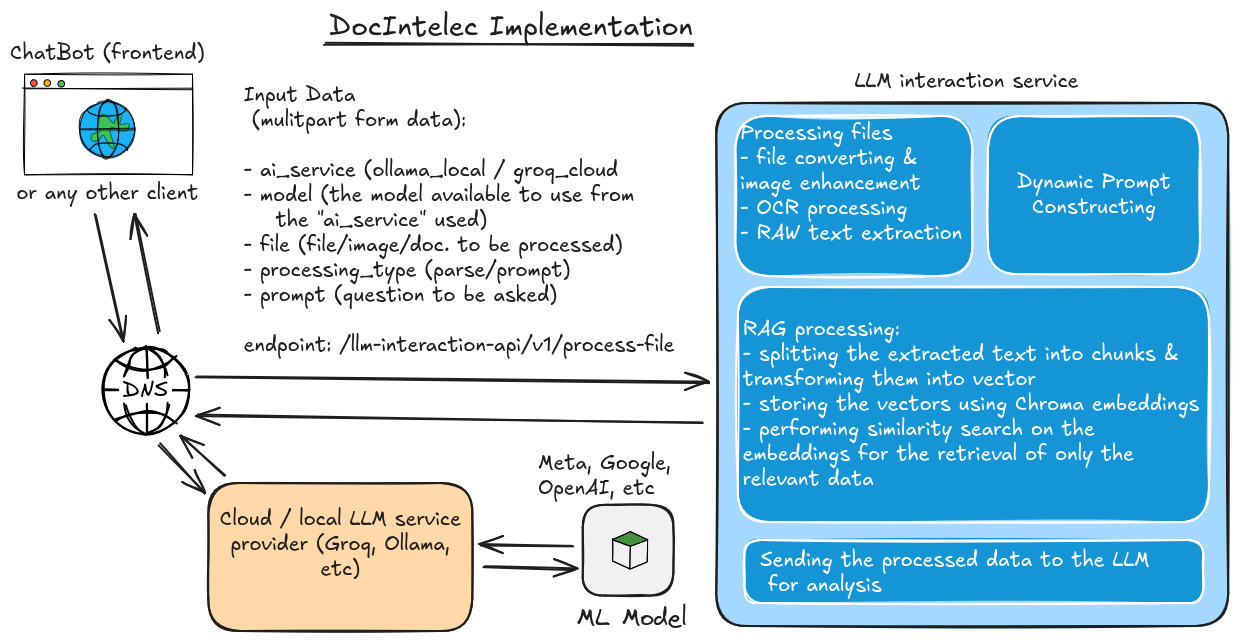 DocIntelec Implementation
ChatBot (frontend)
or any other client
Input Data
(mulitpart form data):
- ai_service (ollama_local / groq_cloud
- model (the model available to use from
the "ai_service" used)
- file (file/image/doc. to be processed)
- processing_type (parse/prompt)
- prompt (question to be asked)
endpoint: /llm-interaction-api/v1/process-file
DNS
LLM interaction service
Processing files
- file converting &
image enhancement
- OCR processing
- RAW text extraction
Dynamic Prompt
Constructing
RAG processing:
- splitting the extracted text into chunks &
transforming them into vector
- storing the vectors using Chroma embeddings
- performing similarity search on the
embeddings for the retrieval of only the
relevant data
Sending the processed data to the LLM
for analysis
Cloud / local LLM service
provider (Groq, Ollama,
etc)
Meta, Google,
OpenAI, etc
ML Model